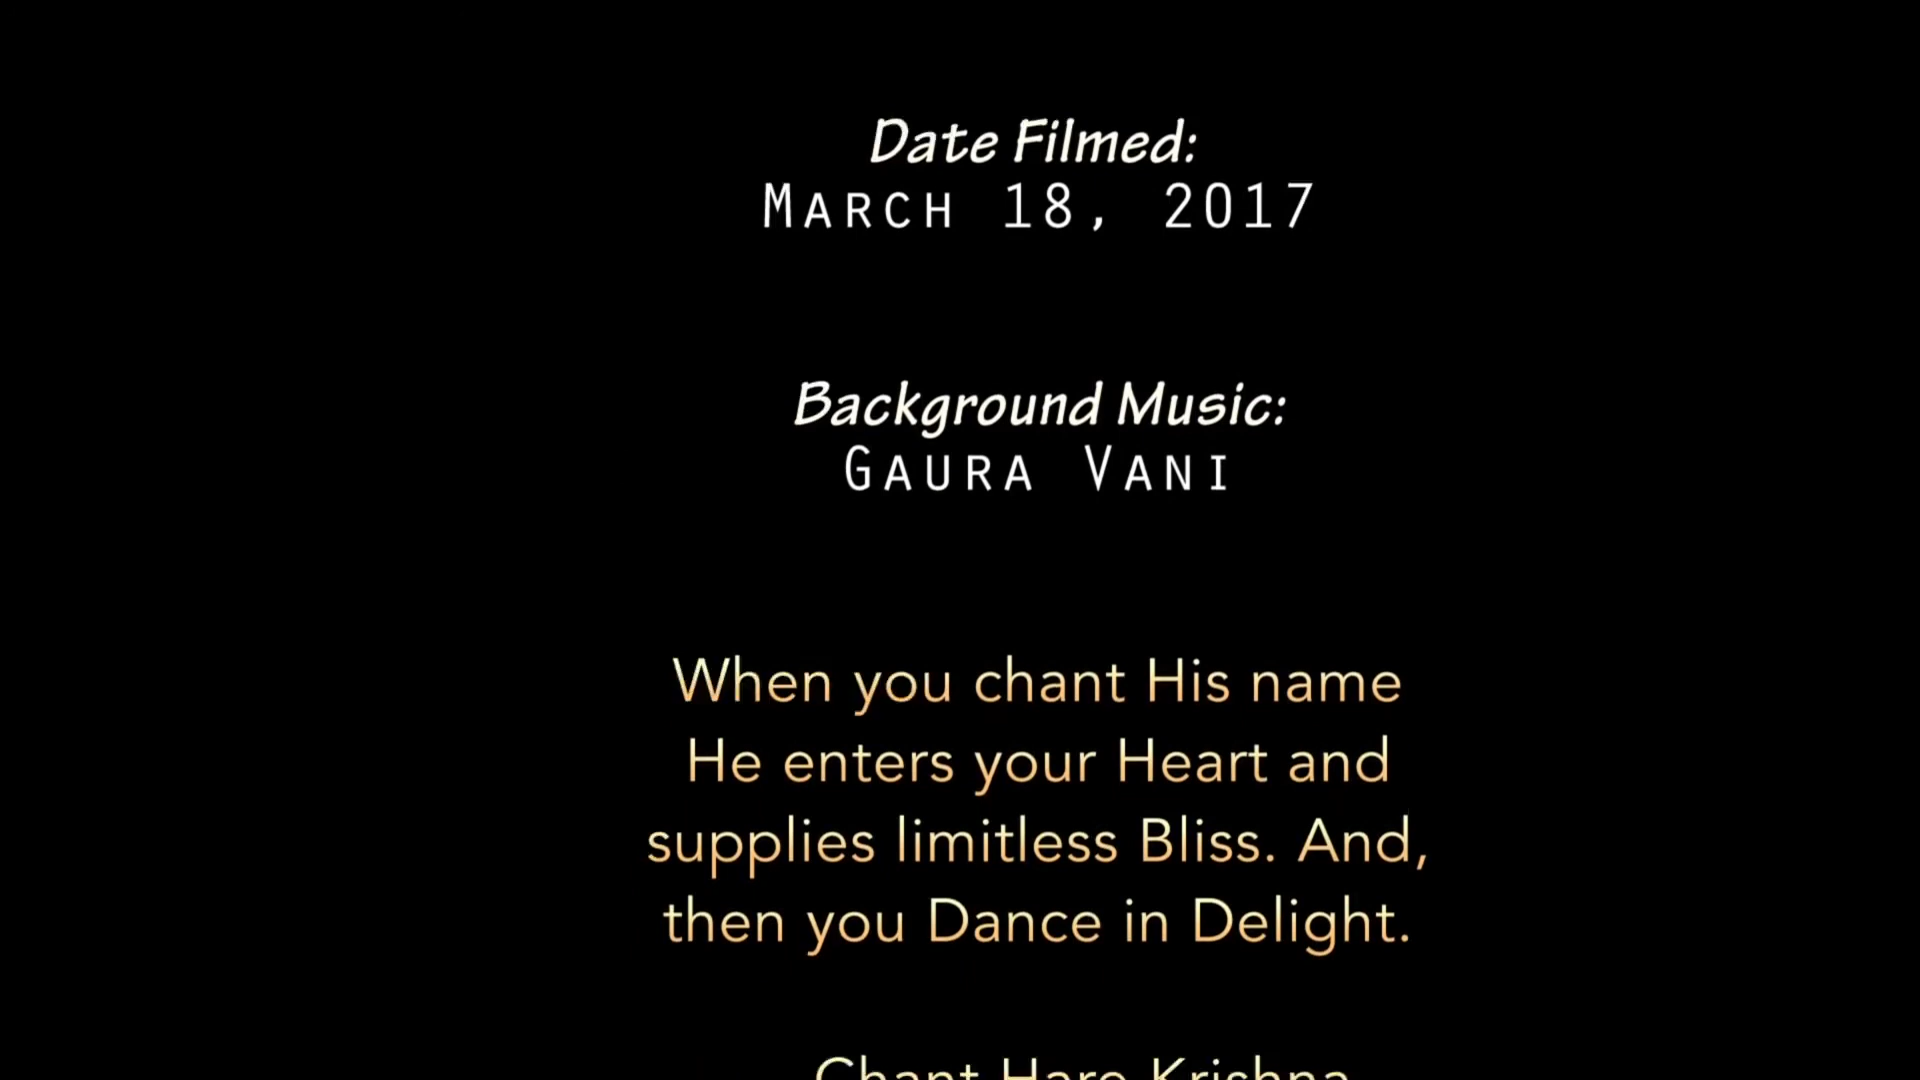 Date Filmed:
March 18, 2017
Background Music:
Gaura Vani
When you chant His name
He enters your Heart and
supplies limitless Bliss. And,
then you Dance in Delight.
Chant Hare Krishna